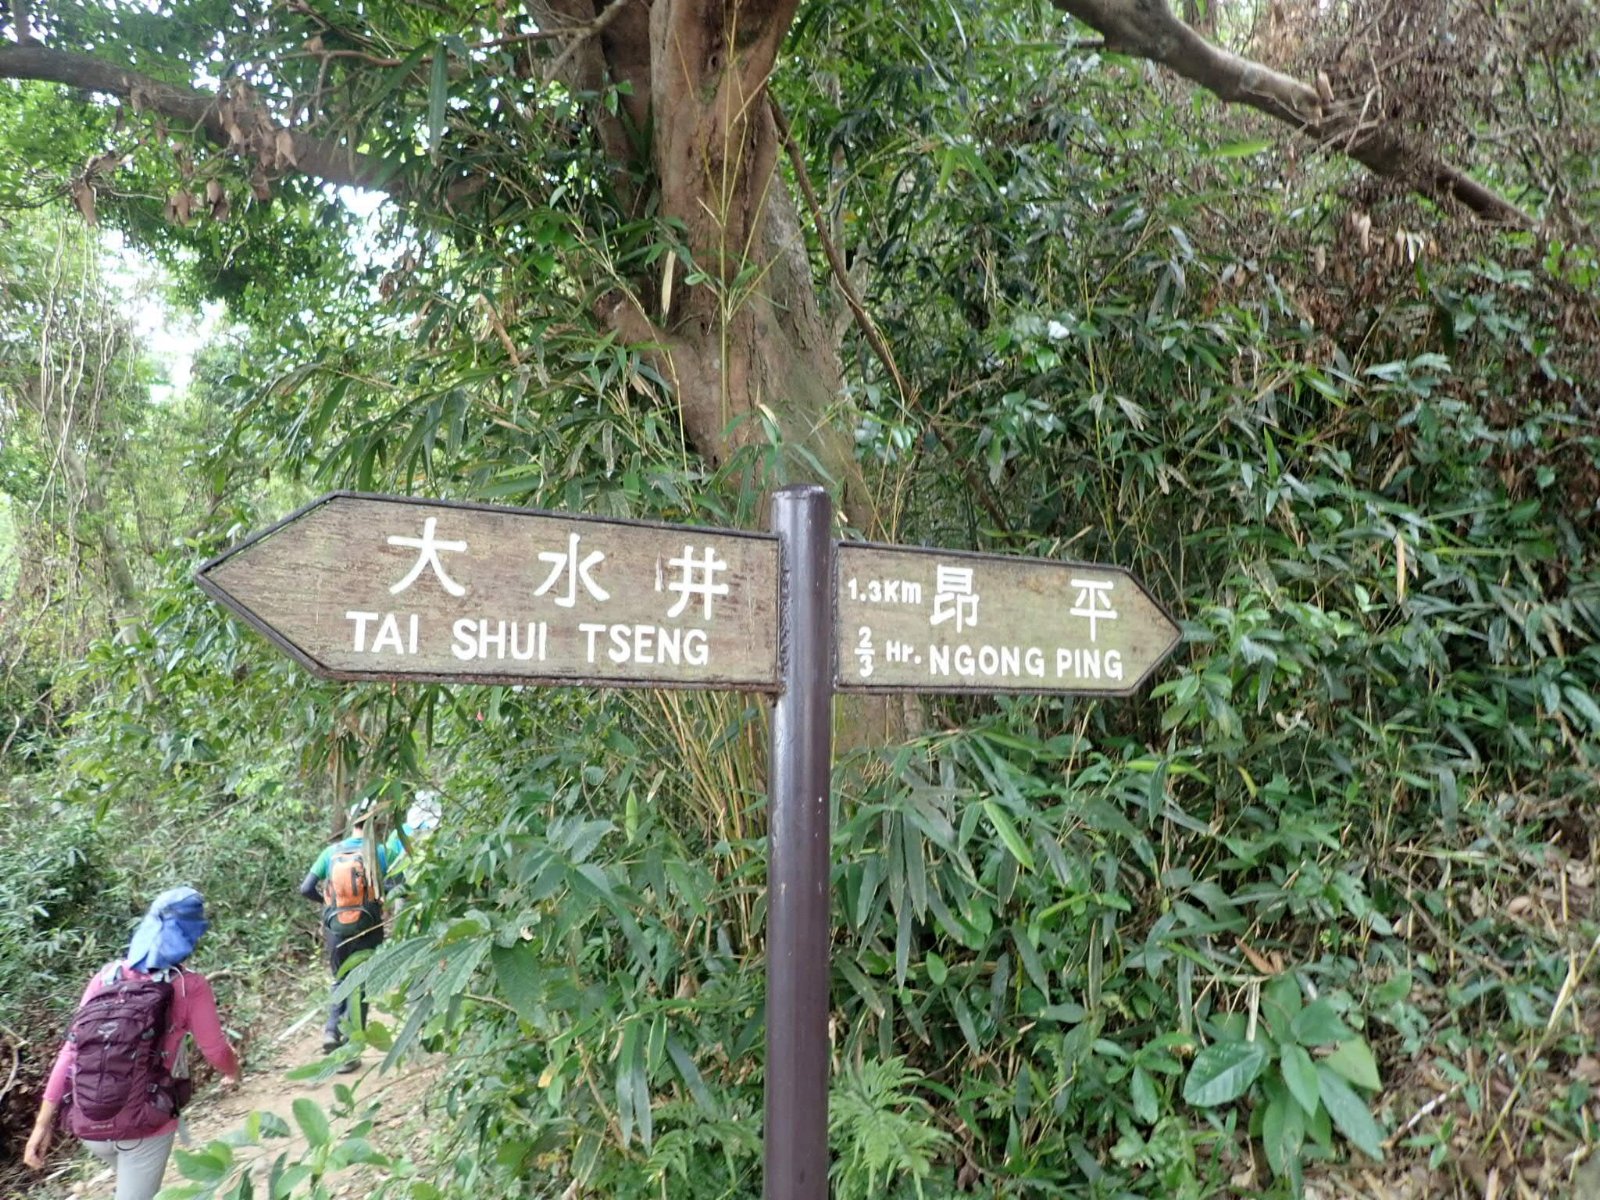 大水井
TAI SHUI TSENG
1.3Km 昂平
2/3 Hr. NGONG PING